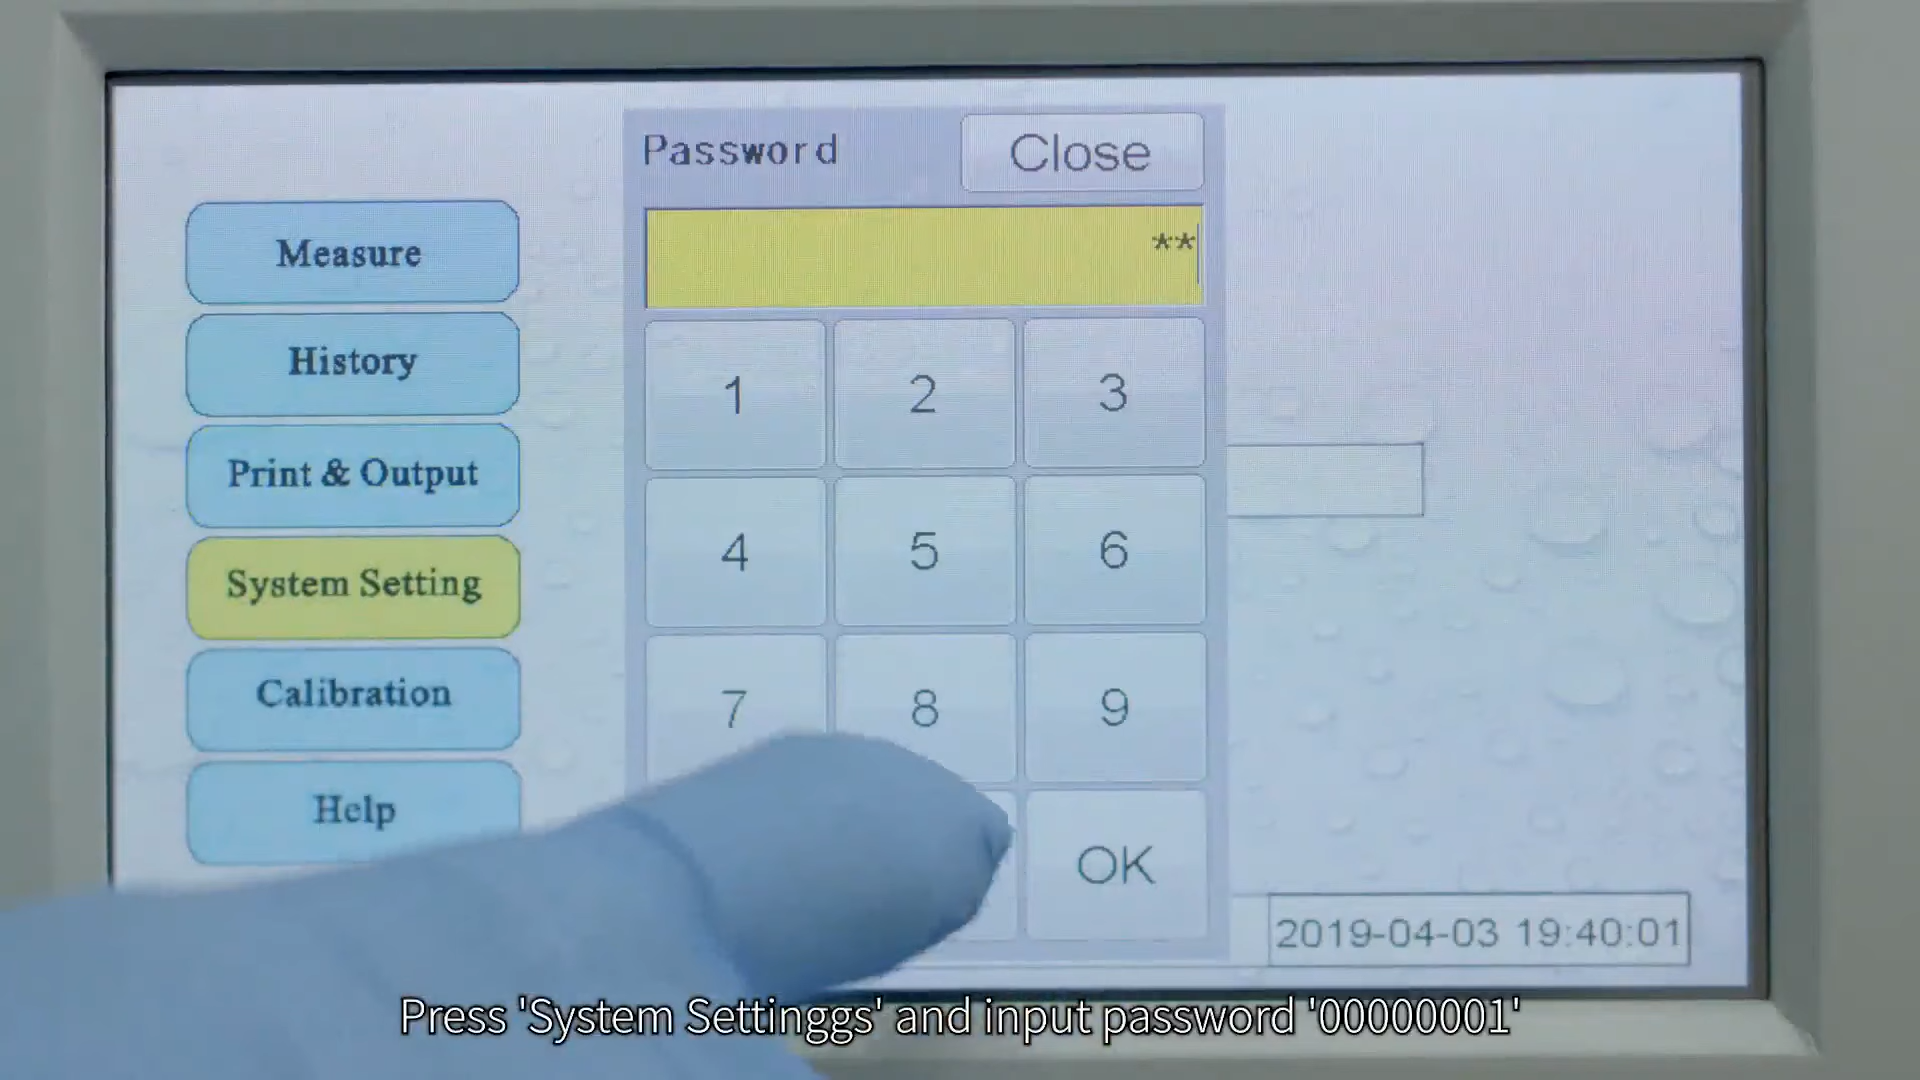 Password
Close
**
Measure
History
Print & Output
System Setting
Calibration
Help
1 2 3
4 5 6
7 8 9
OK
2019-04-03 19:40:01
Press 'System Settinggs' and input password '00000001'